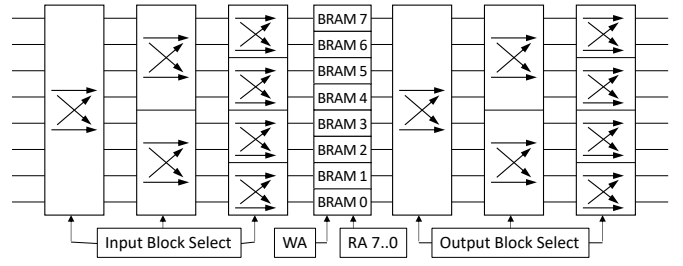 BRAM 7
BRAM 6
BRAM 5
BRAM 4
BRAM 3
BRAM 2
BRAM 1
BRAM 0
Input Block Select
WA
RA 7..0
Output Block Select